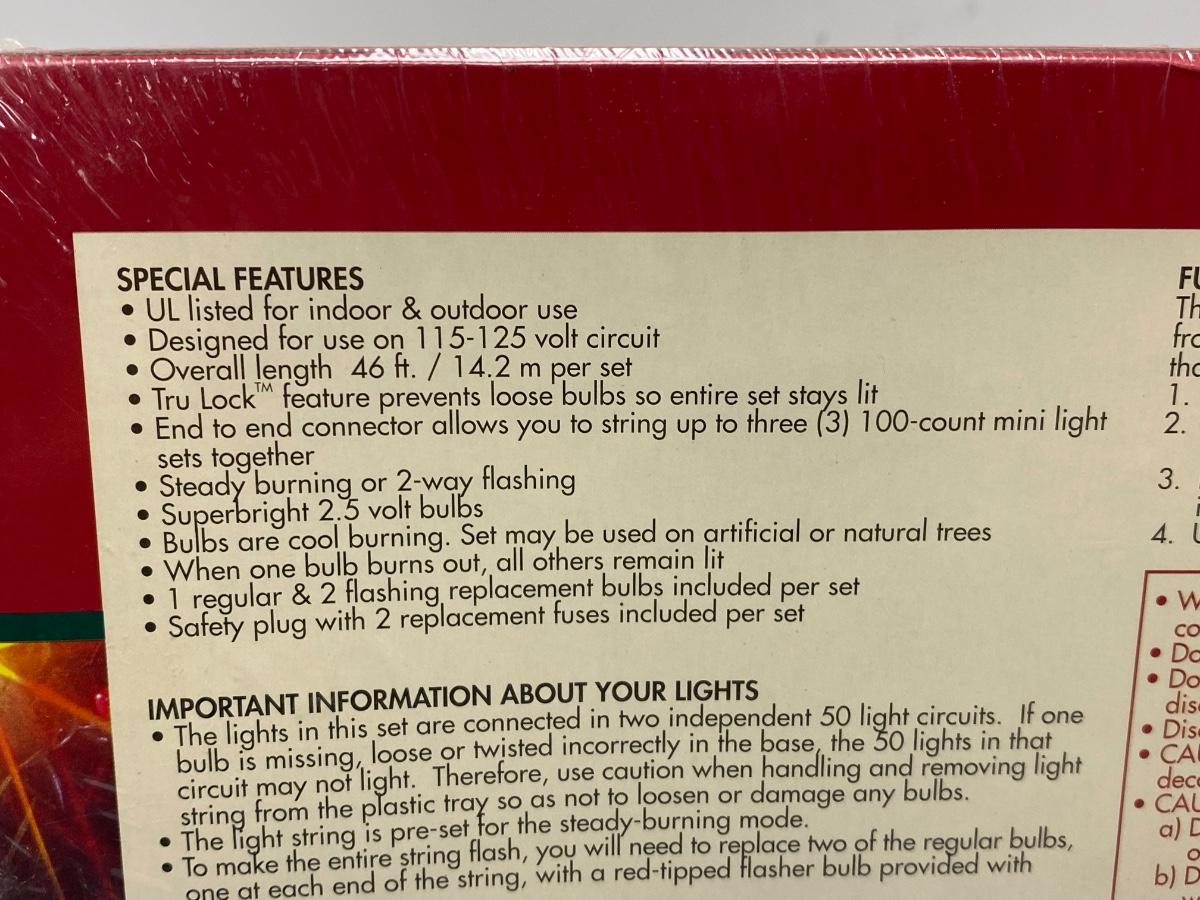 SPECIAL FEATURES
• UL listed for indoor & outdoor use
• Designed for use on 115-125 volt circuit
• Overall length 46 ft. / 14.2 m per set
• Tru Lock™ feature prevents loose bulbs so entire set stays lit
• End to end connector allows you to string up to three (3) 100-count mini light
sets together
• Steady burning or 2-way flashing
• Superbright 2.5 volt bulbs
• Bulbs are cool burning. Set may be used on artificial or natural trees
• When one bulb burns out, all others remain lit
• 1 regular & 2 flashing replacement bulbs included per set
• Safety plug with 2 replacement fuses included per set
IMPORTANT INFORMATION ABOUT YOUR LIGHTS
• The lights in this set are connected in two independent 50 light circuits. If one
bulb is missing, loose or twisted incorrectly in the base, the 50 lights in that
circuit may not light. Therefore, use caution when handling and removing light
string from the plastic tray so as not to loosen or damage any bulbs.
• The light string is pre-set for the steady-burning mode.
• To make the entire string flash, you will need to replace two of the regular bulbs,
one at each end of the string, with a red-tipped flasher bulb provided with
1.
2.
3.
4.
• Do
• Do
a) D
b) D